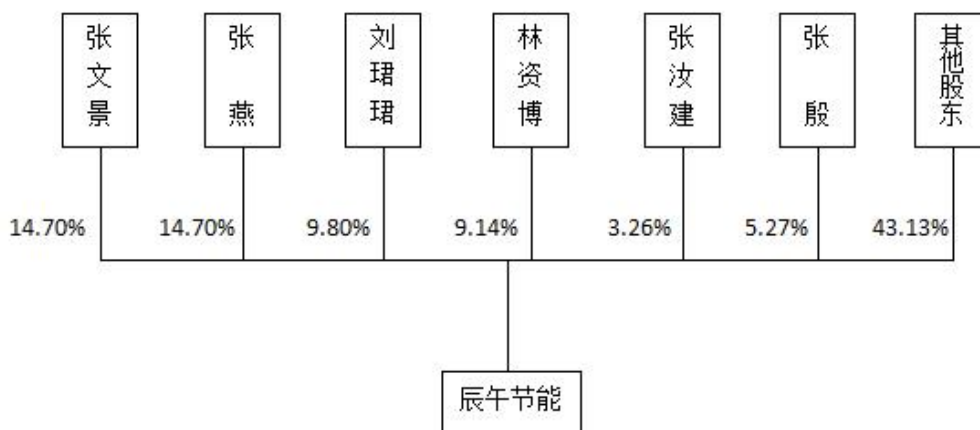 张文景
张燕
刘珺珺
林资博
张汝建
张殷
其他股东
14.70%
14.70%
9.80%
9.14%
3.26%
5.27%
43.13%
辰午节能